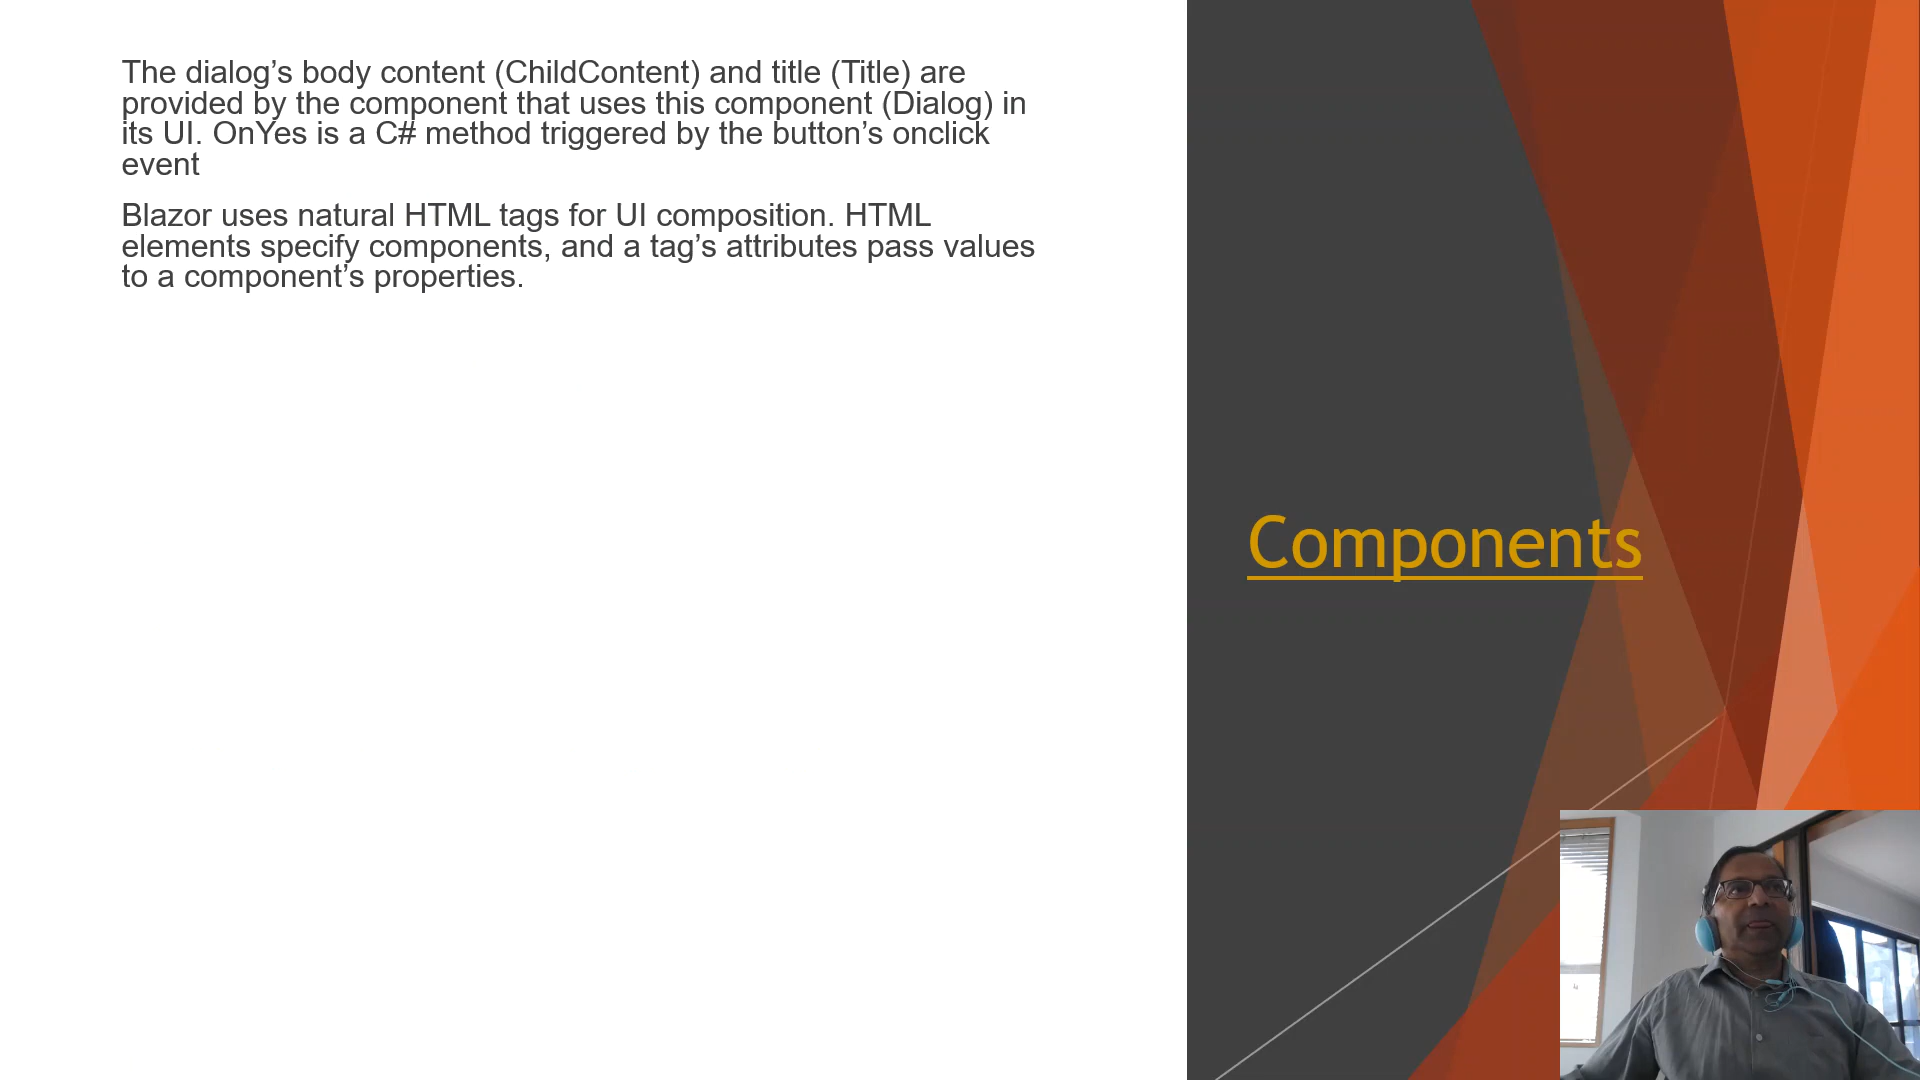 The dialog’s body content (ChildContent) and title (Title) are
provided by the component that uses this component (Dialog) in
its UI. OnYes is a C# method triggered by the button’s onclick
event
Blazor uses natural HTML tags for UI composition. HTML
elements specify components, and a tag’s attributes pass values
to a component’s properties.
Components